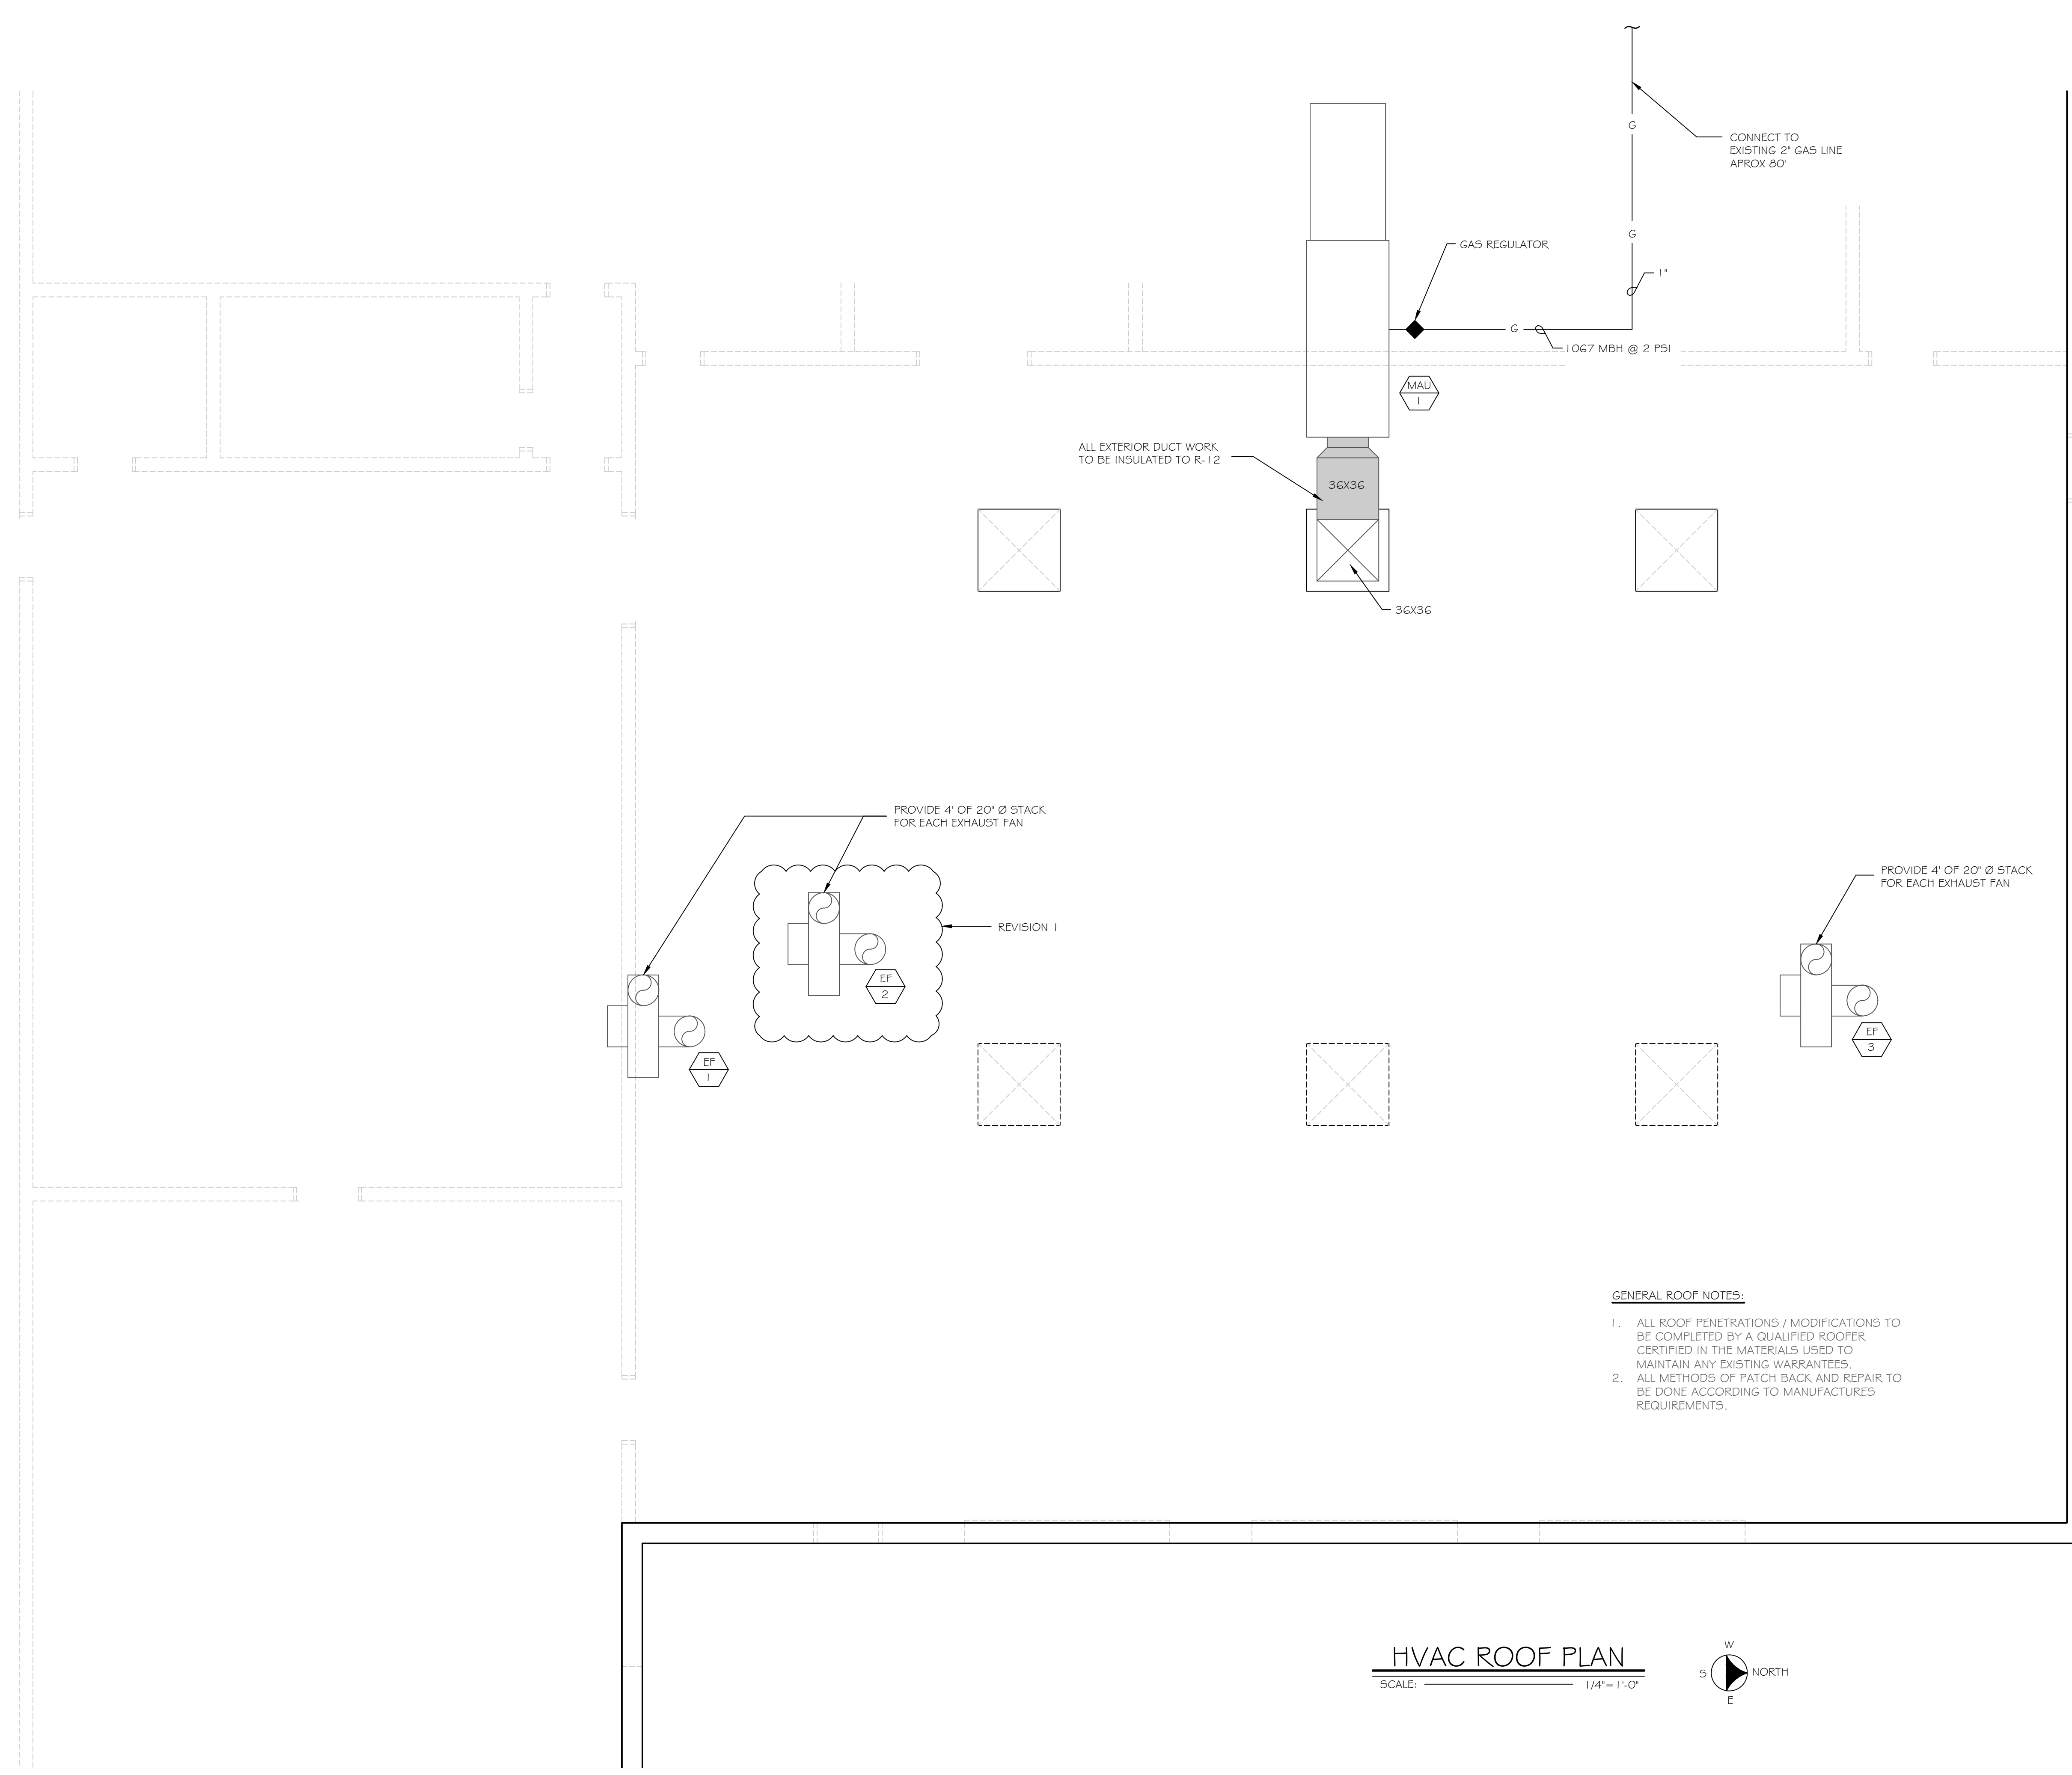 G
CONNECT TO
EXISTING 2" GAS LINE
APROX 80'
G
GAS REGULATOR
1"
G
1067 MBH @ 2 PSI
MAU
1
ALL EXTERIOR DUCT WORK
TO BE INSULATED TO R-12
36X36
36X36
PROVIDE 4' OF 20" Ø STACK
FOR EACH EXHAUST FAN
PROVIDE 4' OF 20" Ø STACK
FOR EACH EXHAUST FAN
REVISION 1
EF
2
EF
3
EF
1
GENERAL ROOF NOTES:
1. ALL ROOF PENETRATIONS / MODIFICATIONS TO
BE COMPLETED BY A QUALIFIED ROOFER
CERTIFIED IN THE MATERIALS USED TO
MAINTAIN ANY EXISTING WARRANTEES.
2. ALL METHODS OF PATCH BACK AND REPAIR TO
BE DONE ACCORDING TO MANUFACTURES
REQUIREMENTS.
HVAC ROOF PLAN
SCALE: 1/4"=1'-0"
W
S NORTH
E